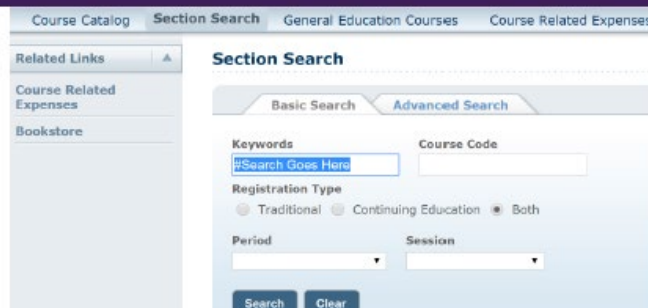 Course Catalog Section Search General Education Courses Course Related Expenses
Related Links
Course Related
Expenses
Bookstore
Section Search
Basic Search Advanced Search
Keywords Course Code
#Search Goes Here
Registration Type
Traditional Continuing Education Both
Period Session
Search Clear